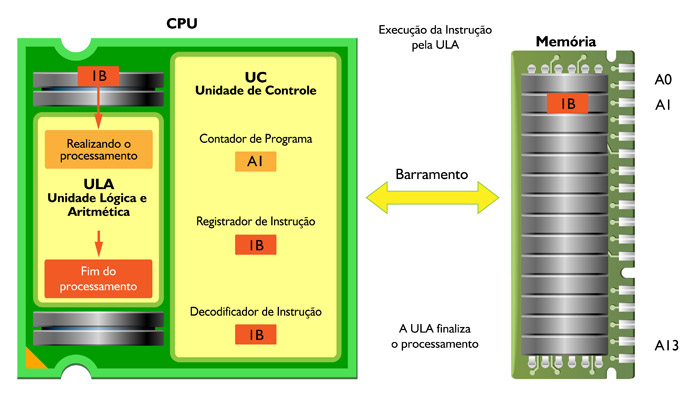 CPU
1B
Realizando o
processamento
ULA
Unidade Lógica e
Aritmética
Fim do
processamento
UC
Unidade de Controle
Contador de Programa
A1
Registrador de Instrução
1B
Decodificador de Instrução
1B
Execução da Instrução
pela ULA
Barramento
A ULA finaliza
o processamento
Memória
1B
A0
A1
A13